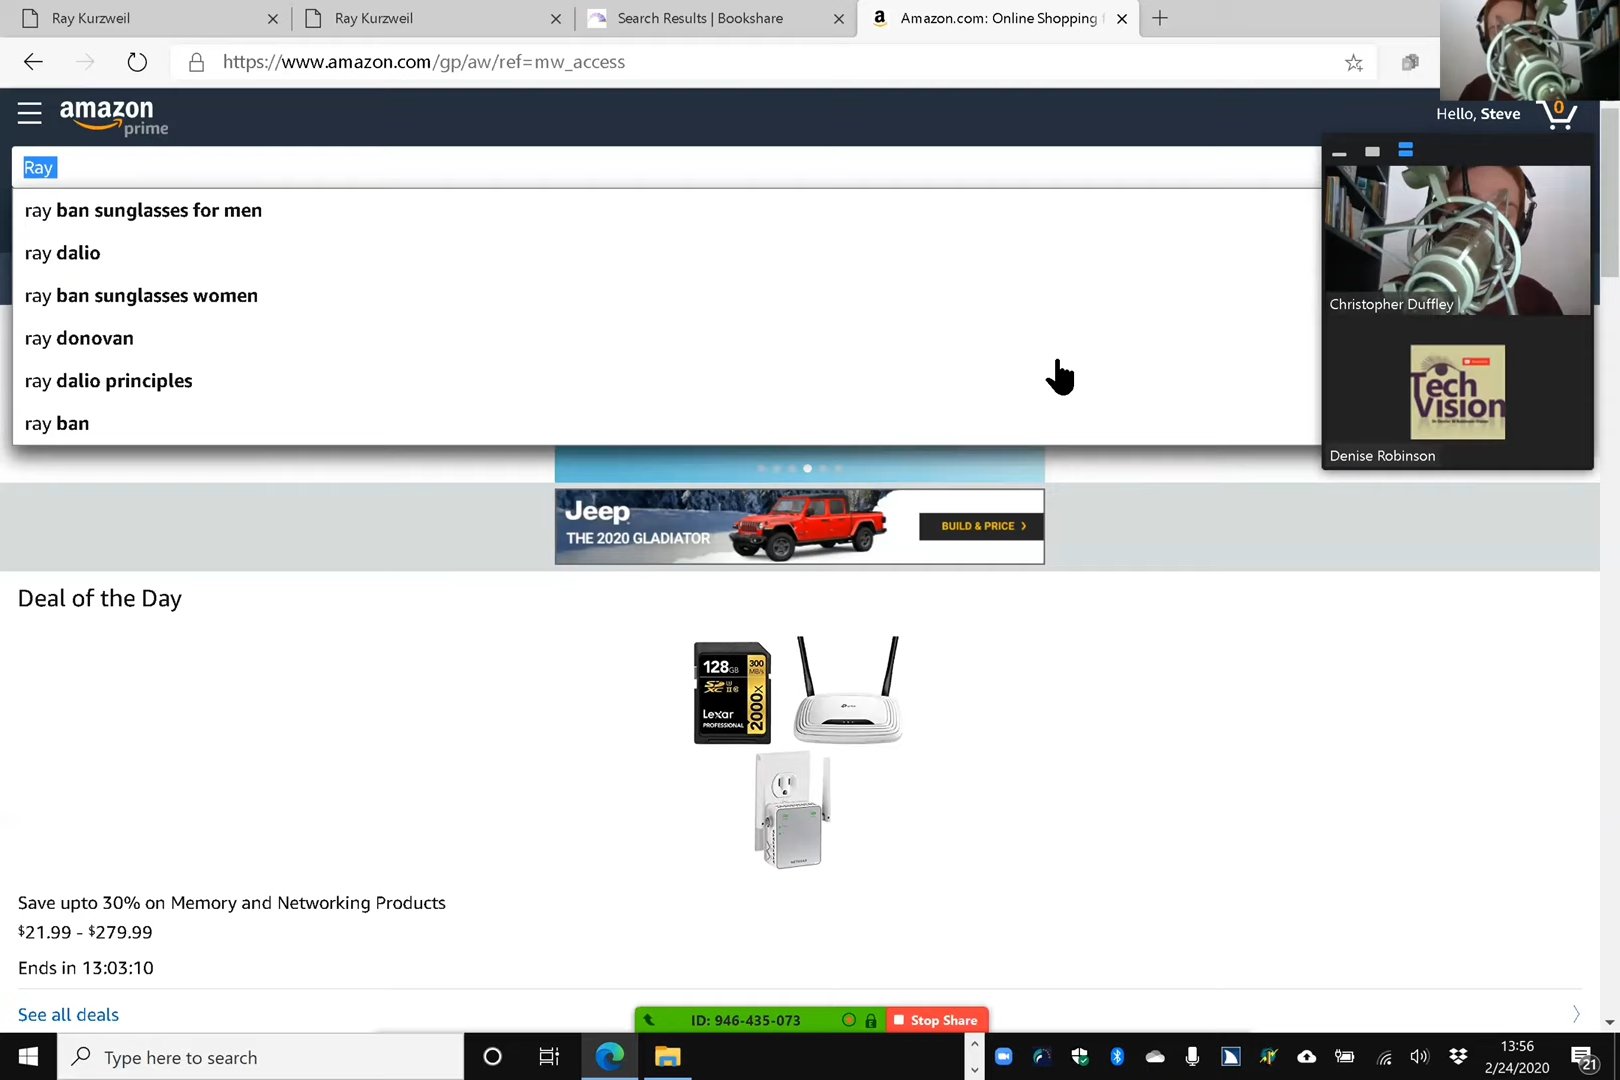 Ray Kurzweil
Ray Kurzweil
Search Results | Bookshare
Amazon.com: Online Shopping
https://www.amazon.com/gp/aw/ref=mw_access
amazon
prime
Hello, Steve
0
Ray
ray ban sunglasses for men
ray dalio
ray ban sunglasses women
ray donovan
ray dalio principles
ray ban
Christopher Duffley
Tech
Vision
Denise Robinson
Jeep
THE 2020 GLADIATOR
BUILD & PRICE
Deal of the Day
128GB
300
MB/s
Lexar
PROFESSIONAL
2000x
NETGEAR
Save upto 30% on Memory and Networking Products
$21.99 - $279.99
Ends in 13:03:10
See all deals
ID: 946-435-073
Stop Share
Type here to search
13:56
2/24/2020
21